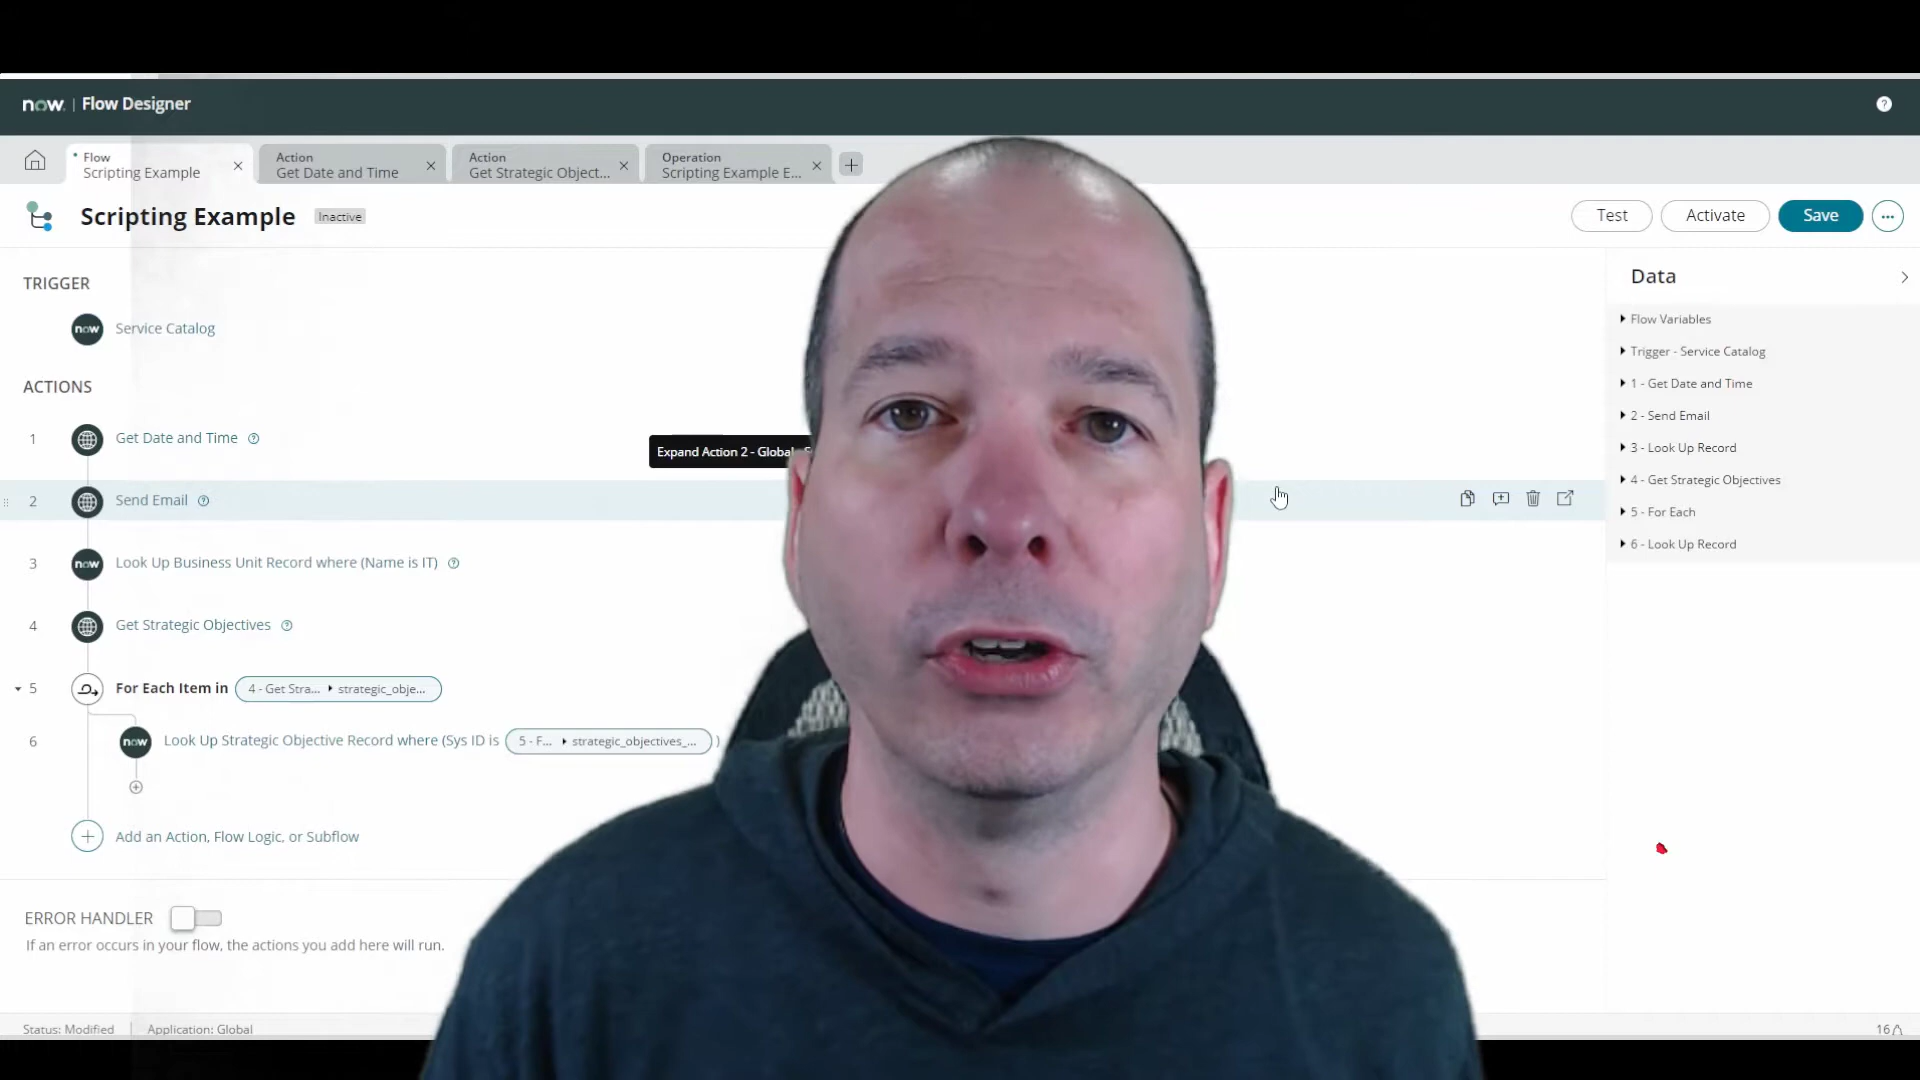 now. | Flow Designer
?
Flow
Scripting Example
Action
Get Date and Time
Action
Get Strategic Object...
Operation
Scripting Example E...
Scripting Example
Inactive
Test
Activate
Save
TRIGGER
now
Service Catalog
ACTIONS
1
Get Date and Time
Expand Action 2 - Global
2
Send Email
3
now
Look Up Business Unit Record where (Name is IT)
4
Get Strategic Objectives
5
For Each Item in
4 - Get Stra...
strategic_obje...
6
now
Look Up Strategic Objective Record where (Sys ID is
5 - F...
strategic_objectives_...
)
Add an Action, Flow Logic, or Subflow
ERROR HANDLER
If an error occurs in your flow, the actions you add here will run.
Status: Modified
Application: Global
Data
Flow Variables
Trigger - Service Catalog
1 - Get Date and Time
2 - Send Email
3 - Look Up Record
4 - Get Strategic Objectives
5 - For Each
6 - Look Up Record
16